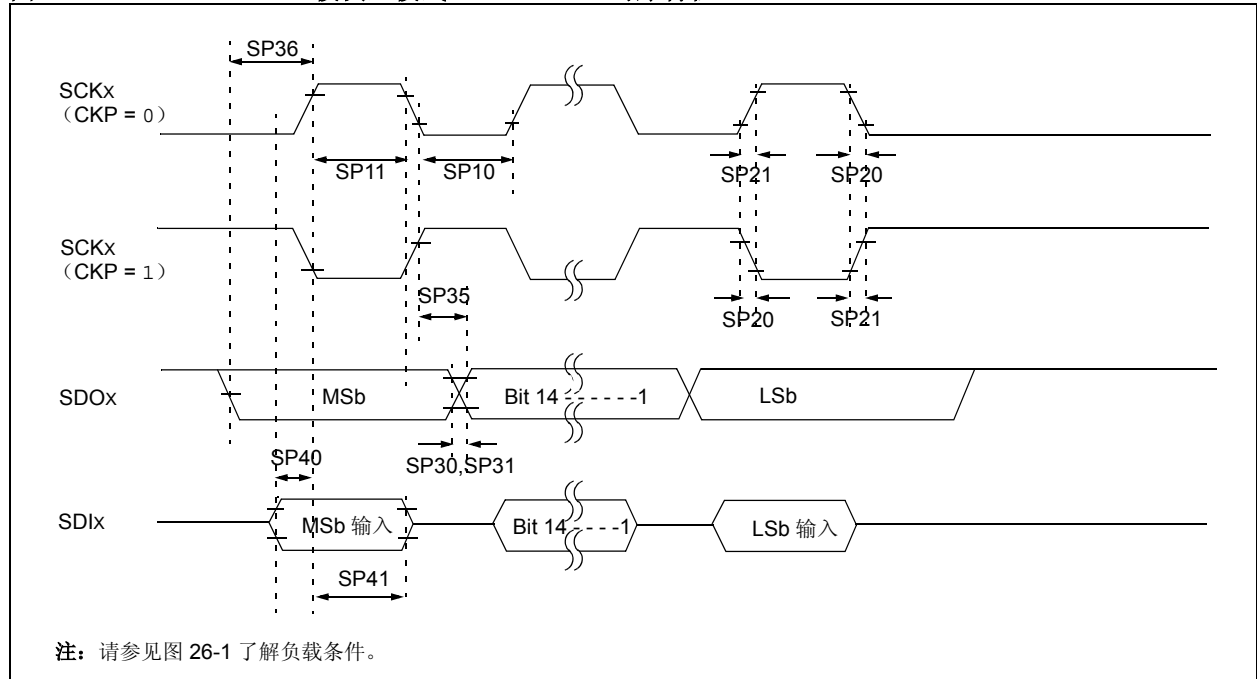 SP36
SCKx
（CKP = 0）
SP11
SP10
SP21
SP20
SCKx
（CKP = 1）
SP35
SP20
SP21
SDOx
MSb
Bit 14 - - - - - -1
LSb
SP40
SP30,SP31
SDIx
MSb 输入
Bit 14 - - - -1
LSb 输入
SP41
注：请参见图 26-1 了解负载条件。